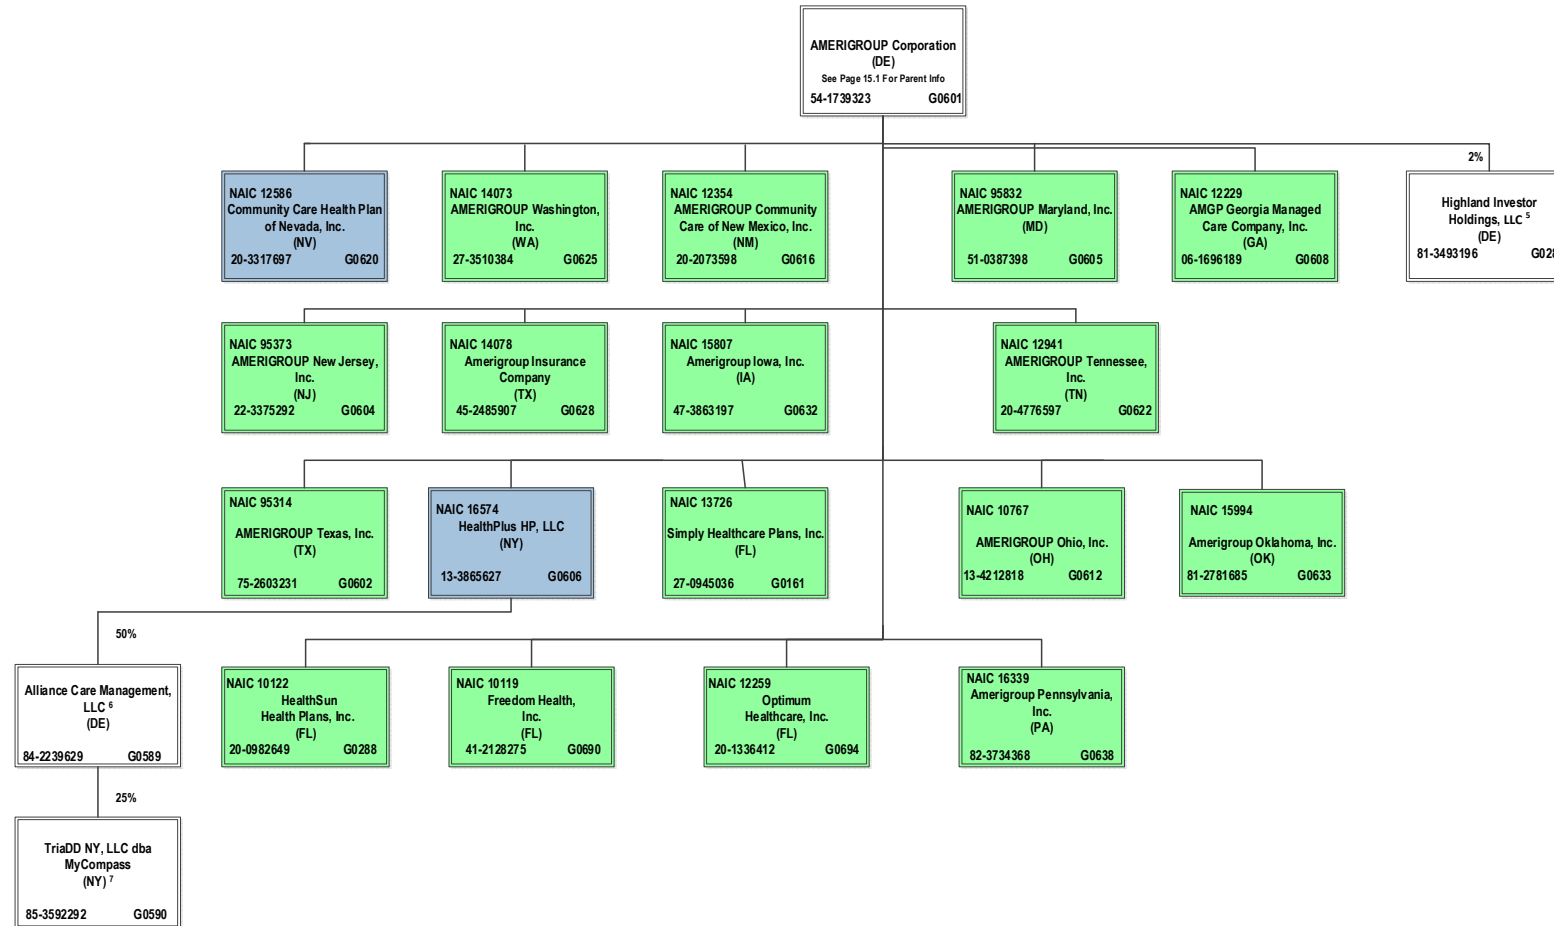 AMERIGROUP Corporation
(DE)
See Page 15.1 For Parent Info
54-1739323 G0601
2%
NAIC 12586
Community Care Health Plan
of Nevada, Inc.
(NV)
20-3317697 G0620
NAIC 14073
AMERIGROUP Washington,
Inc.
(WA)
27-3510384 G0625
NAIC 12354
AMERIGROUP Community
Care of New Mexico, Inc.
(NM)
20-2073598 G0616
NAIC 95832
AMERIGROUP Maryland, Inc.
(MD)
51-0387398 G0605
NAIC 12229
AMGP Georgia Managed
Care Company, Inc.
(GA)
06-1696189 G0608
Highland Investor
Holdings, LLC 5
(DE)
81-3493196
NAIC 95373
AMERIGROUP New Jersey,
Inc.
(NJ)
22-3375292 G0604
NAIC 14078
Amerigroup Insurance
Company
(TX)
45-2485907 G0628
NAIC 15807
Amerigroup Iowa, Inc.
(IA)
47-3863197 G0632
NAIC 12941
AMERIGROUP Tennessee,
Inc.
(TN)
20-4776597 G0622
NAIC 95314
AMERIGROUP Texas, Inc.
(TX)
75-2603231 G0602
NAIC 16574
HealthPlus HP, LLC
(NY)
13-3865627 G0606
NAIC 13726
Simply Healthcare Plans, Inc.
(FL)
27-0945036 G0161
NAIC 10767
AMERIGROUP Ohio, Inc.
(OH)
13-4212818 G0612
NAIC 15994
Amerigroup Oklahoma, Inc.
(OK)
81-2781685 G0633
50%
Alliance Care Management,
LLC 6
(DE)
84-2239629 G0589
NAIC 10122
HealthSun
Health Plans, Inc.
(FL)
20-0982649 G0288
NAIC 10119
Freedom Health,
Inc.
(FL)
41-2128275 G0690
NAIC 12259
Optimum
Healthcare, Inc.
(FL)
20-1336412 G0694
NAIC 16339
Amerigroup Pennsylvania,
Inc.
(PA)
82-3734368 G0638
25%
TriaDD NY, LLC dba
MyCompass
(NY) 7
85-3592292 G0590